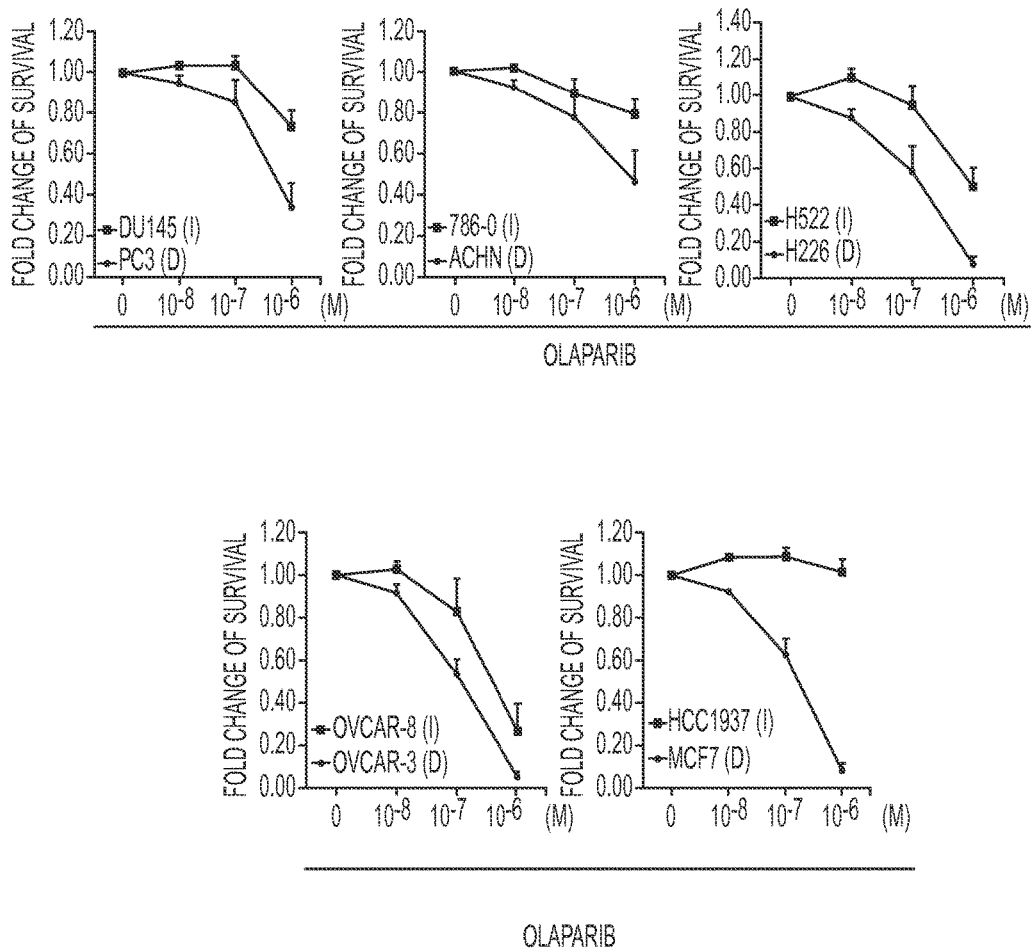 FOLD CHANGE OF SURVIVAL
1.20
1.00
0.80
0.60
0.40
0.20
0.00
DU145 (I)
PC3 (D)
0 10-8 10-7 10-6 (M)
FOLD CHANGE OF SURVIVAL
1.20
1.00
0.80
0.60
0.40
0.20
0.00
786-0 (I)
ACHN (D)
0 10-8 10-7 10-6 (M)
FOLD CHANGE OF SURVIVAL
1.40
1.20
1.00
0.80
0.60
0.40
0.20
0.00
H522 (I)
H226 (D)
0 10-8 10-7 10-6 (M)
OLAPARIB
FOLD CHANGE OF SURVIVAL
1.20
1.00
0.80
0.60
0.40
0.20
0.00
OVCAR-8 (I)
OVCAR-3 (D)
0 10-8 10-7 10-6 (M)
FOLD CHANGE OF SURVIVAL
1.20
1.00
0.80
0.60
0.40
0.20
0.00
HCC1937 (I)
MCF7 (D)
0 10-8 10-7 10-6 (M)
OLAPARIB